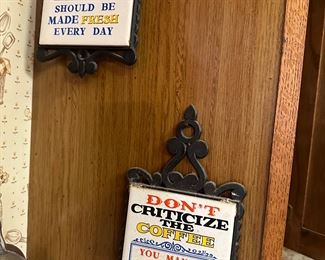 SHOULD BE
MADE FRESH
EVERY DAY
DON'T
CRITICIZE
THE
COFFEE
YOU MAY